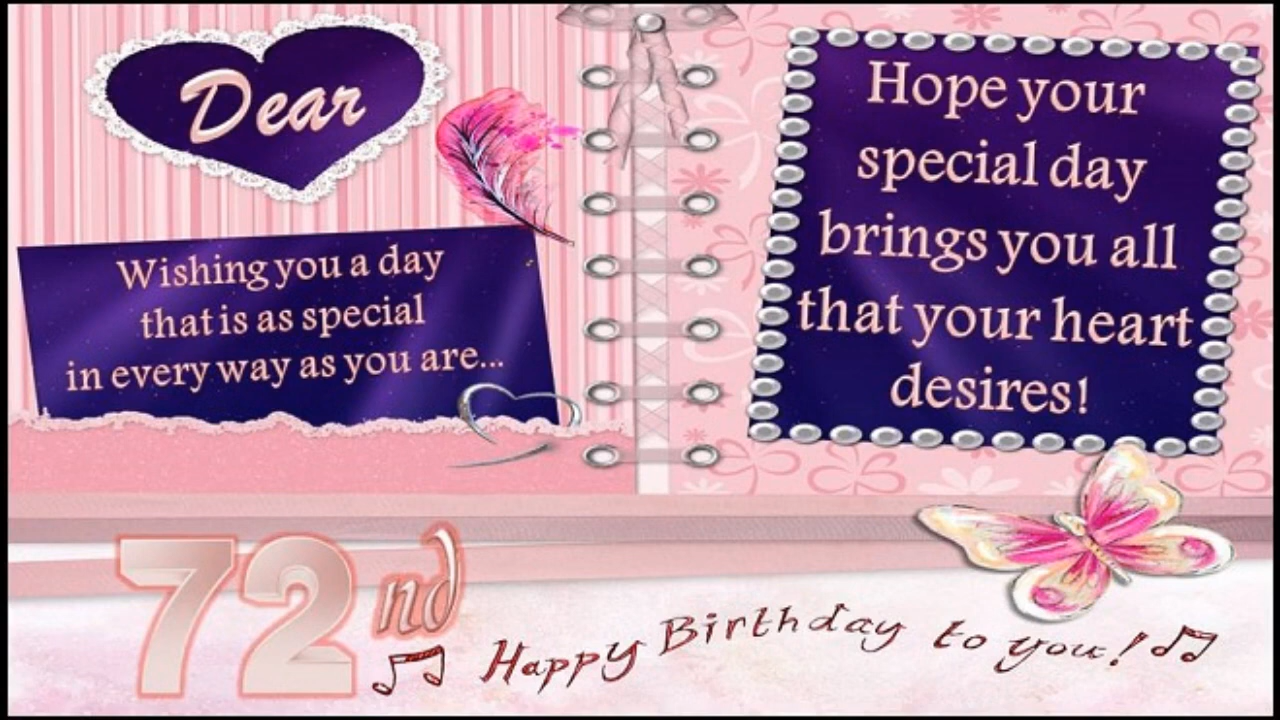 Dear
Wishing you a day
that is as special
in every way as you are...
Hope your
special day
brings you all
that your heart
desires!
72nd
♫ Happy Birthday to you! ♫